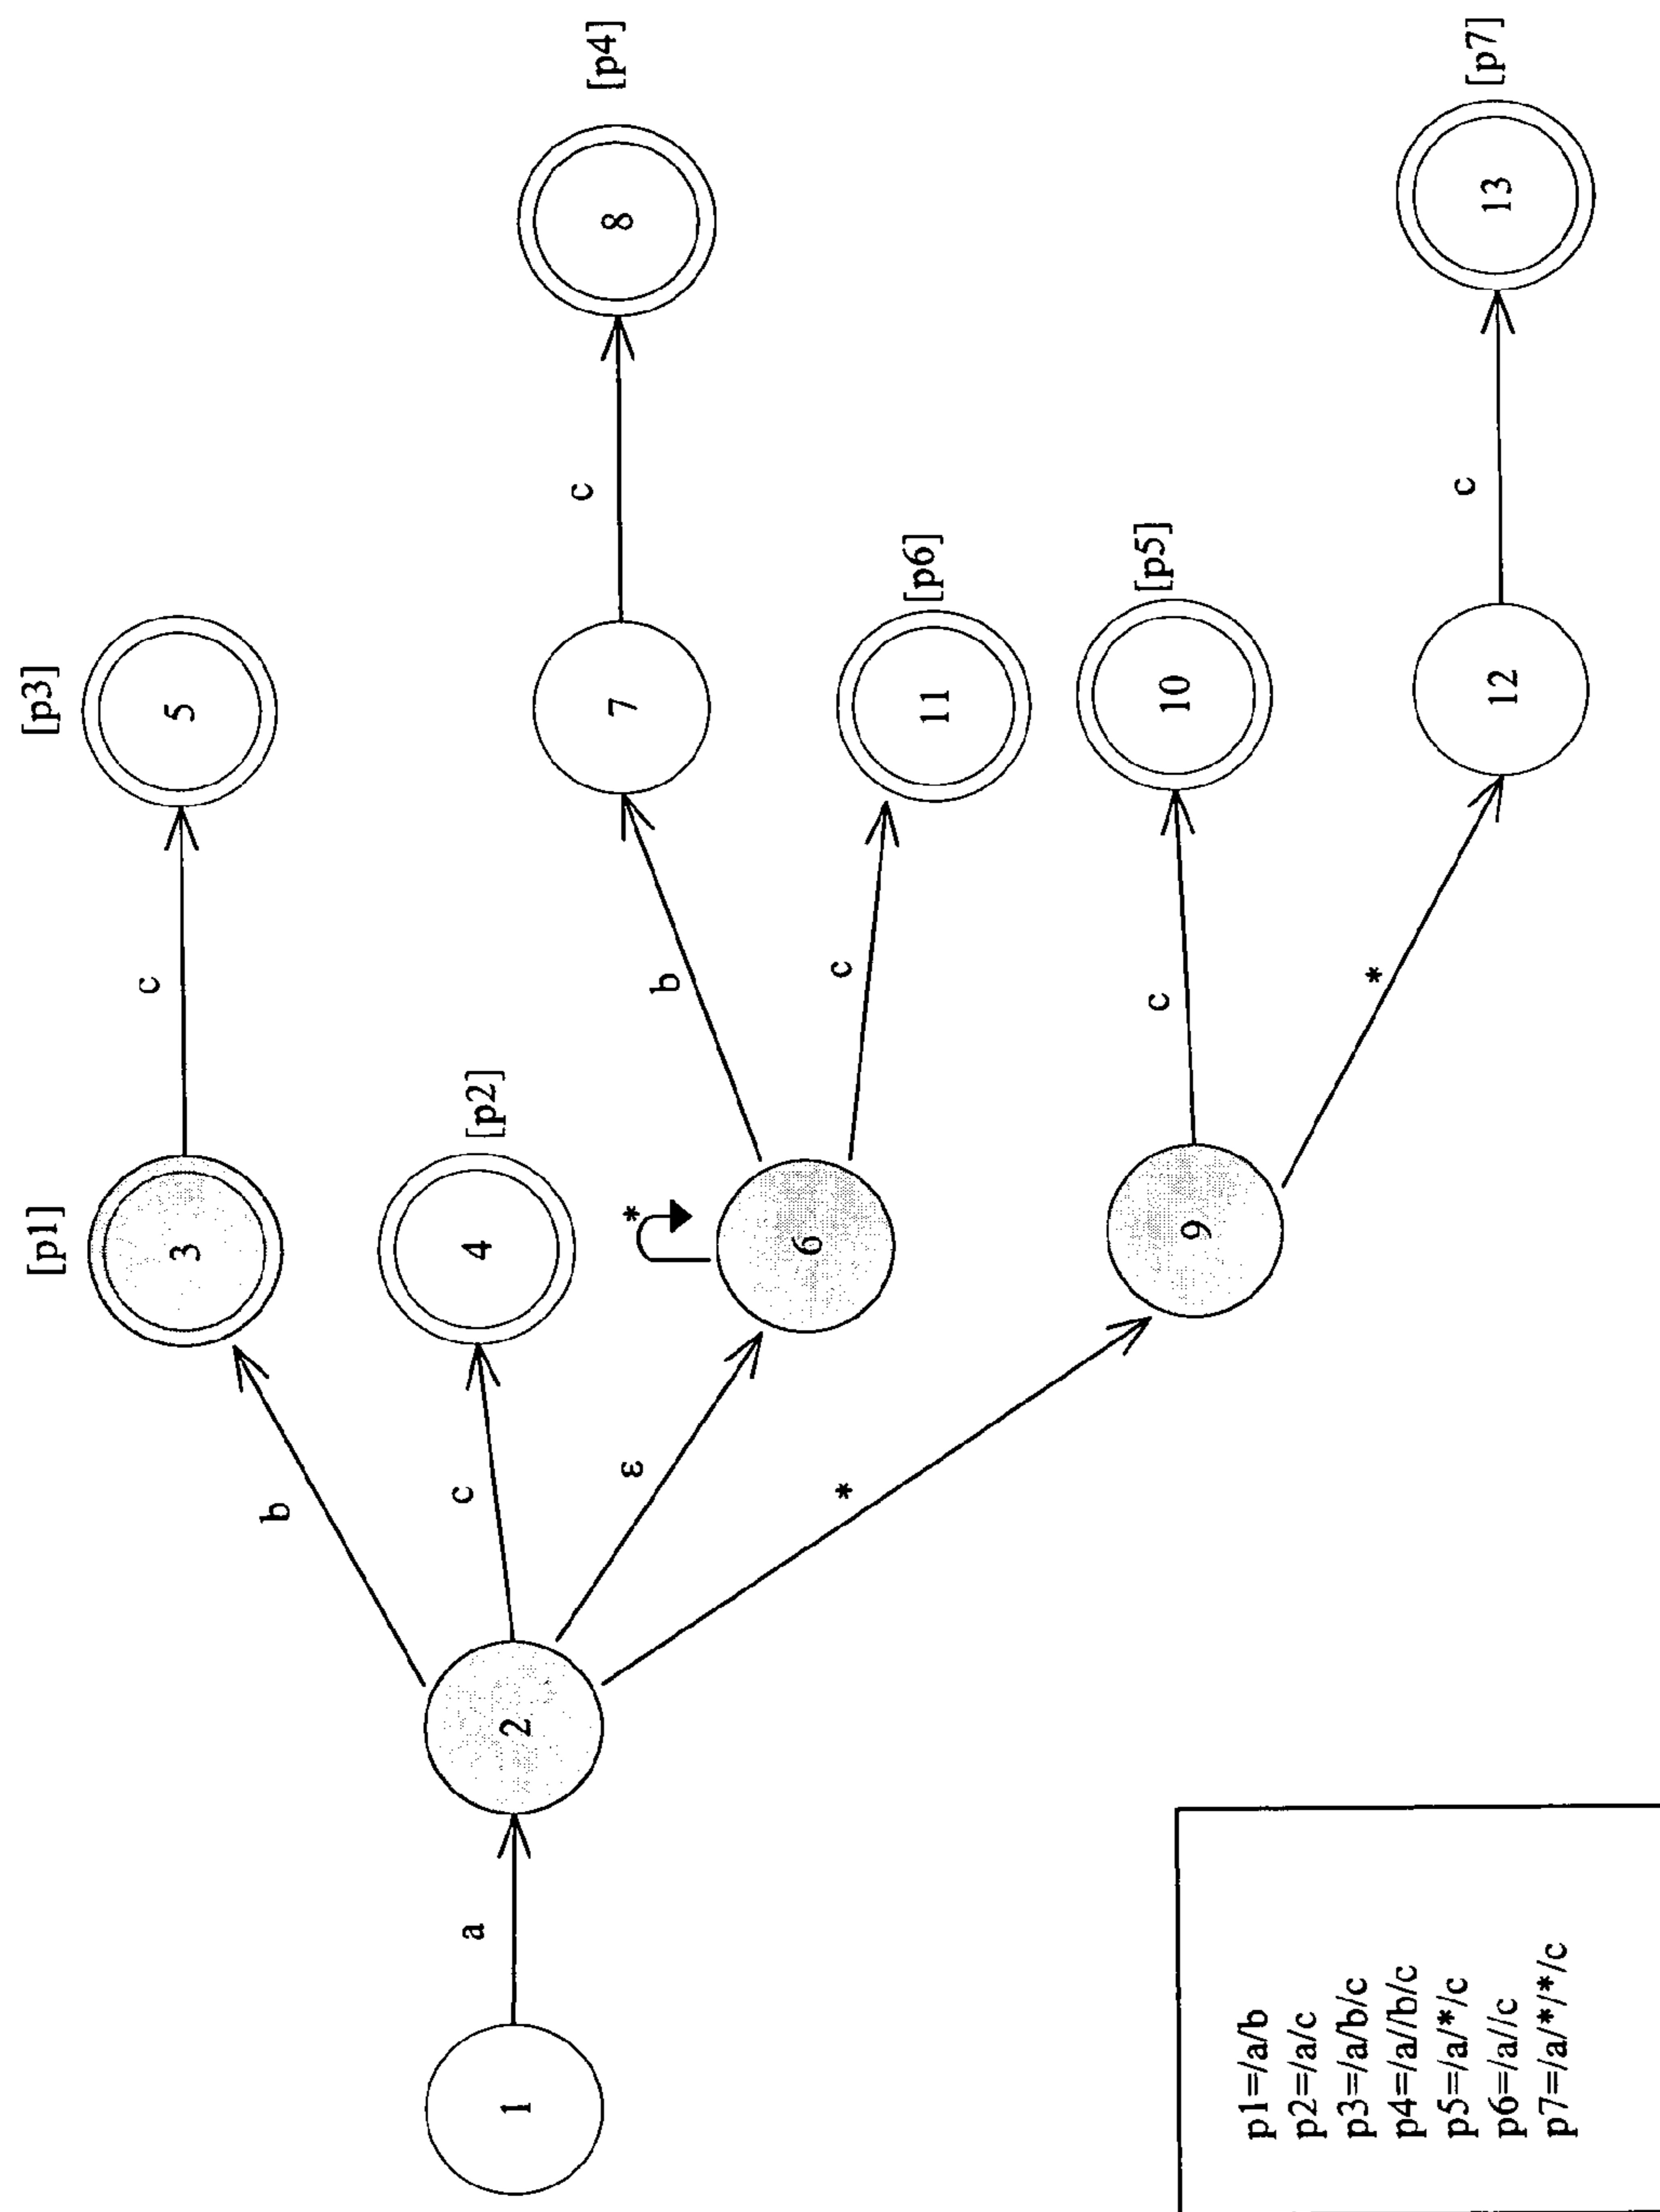 [p1]
[p3]
3
c
5
b
[p2]
4
c
[p4]
a
1
2
ε
*
6
b
7
c
8
c
11
[p6]
*
9
c
10
[p5]
*
12
c
13
[p7]
p1=/a/b
p2=/a/c
p3=/a/b/c
p4=/a//b/c
p5=/a/*/c
p6=/a//c
p7=/a/*/*/c